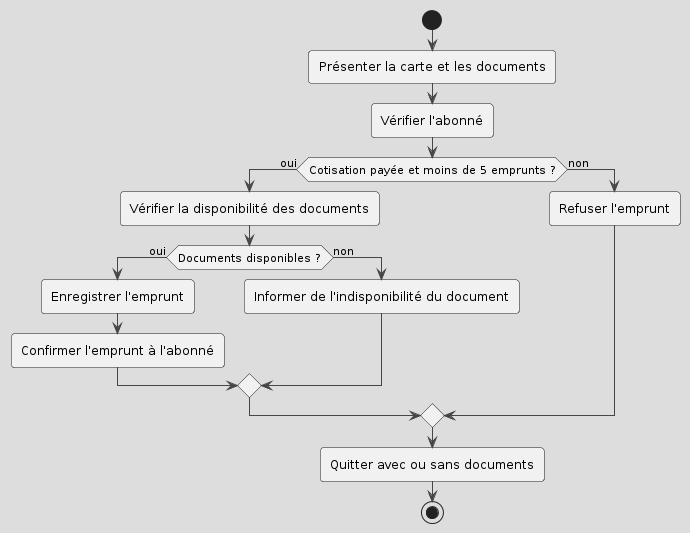 Présenter la carte et les documents
Vérifier l'abonné
oui
Cotisation payée et moins de 5 emprunts ?
non
Vérifier la disponibilité des documents
Refuser l'emprunt
oui
Documents disponibles ?
non
Enregistrer l'emprunt
Informer de l'indisponibilité du document
Confirmer l'emprunt à l'abonné
Quitter avec ou sans documents